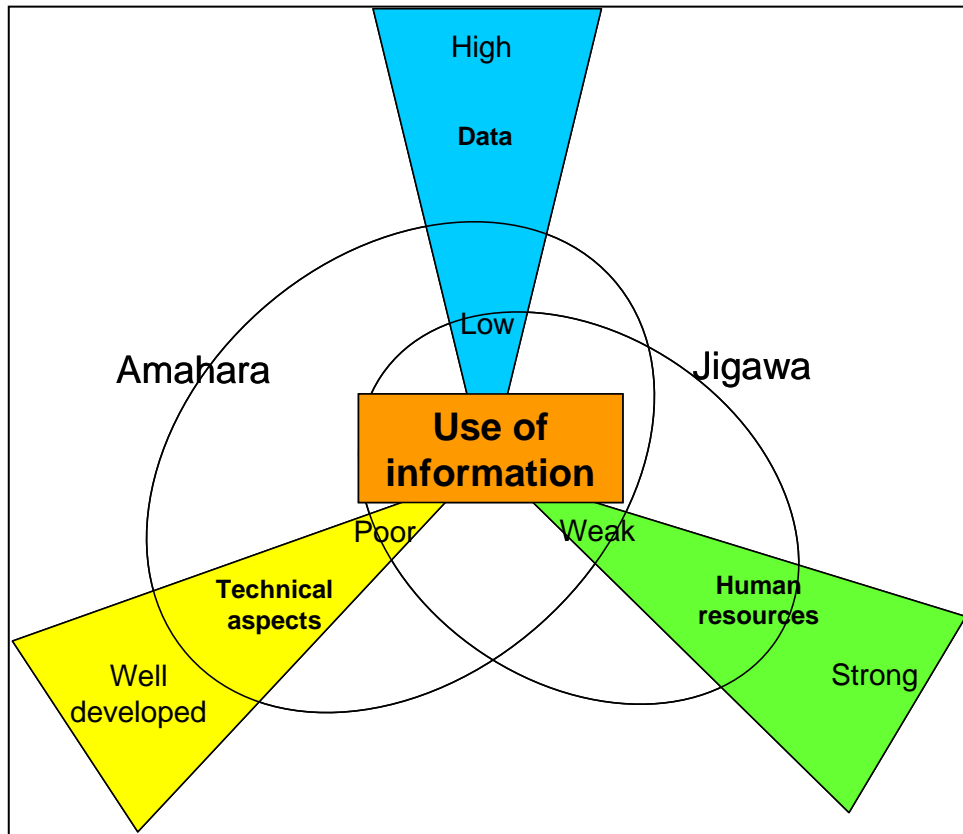 High
Data
Low
Amahara
Jigawa
Use of
information
Poor
Weak
Technical
aspects
Human
resources
Well
developed
Strong